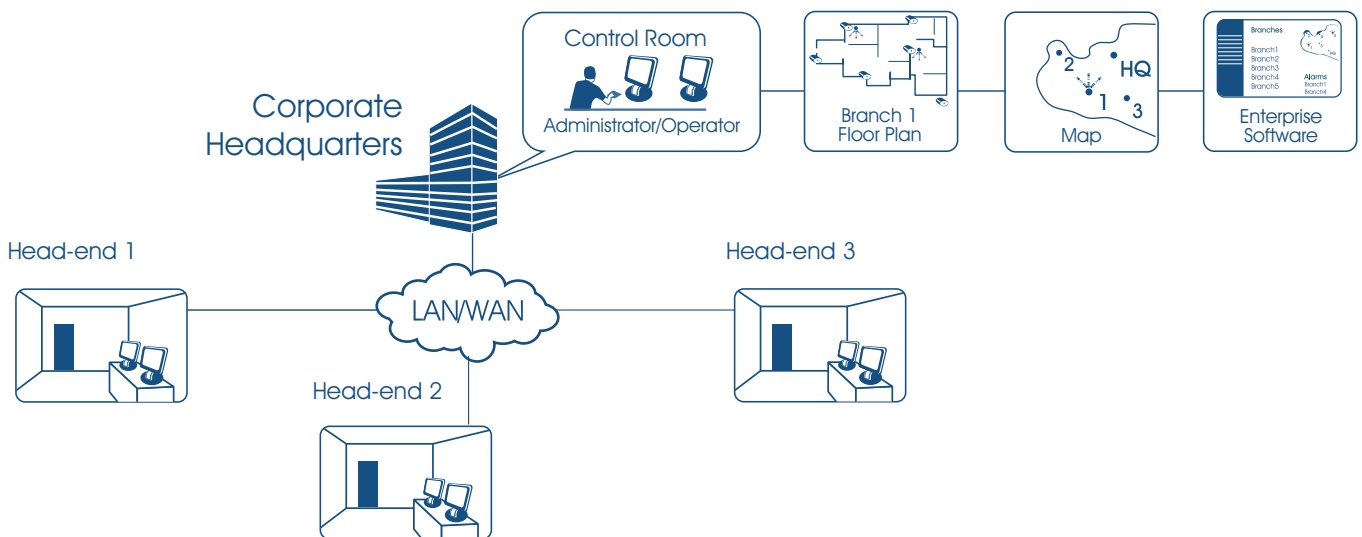 Control Room
Administrator/Operator
Corporate
Headquarters
Branch 1
Floor Plan
2
HQ
1
3
Map
Branches
Branch1
Branch2
Branch3
Branch4
Branch5
HQ
Alarms
Branch1
Branch4
Enterprise
Software
Head-end 1
Head-end 3
LAN/WAN
Head-end 2